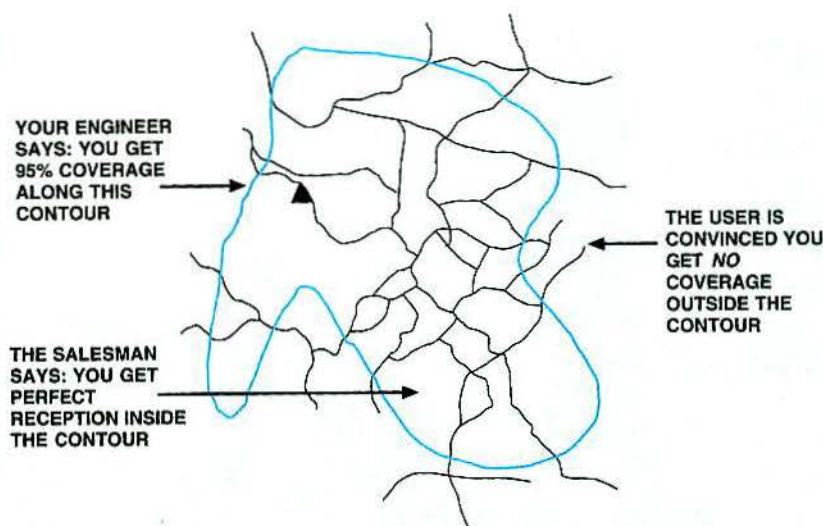 YOUR ENGINEER
SAYS: YOU GET
95% COVERAGE
ALONG THIS
CONTOUR
THE USER IS
CONVINCED YOU
GET NO
COVERAGE
OUTSIDE THE
CONTOUR
THE SALESMAN
SAYS: YOU GET
PERFECT
RECEPTION INSIDE
THE CONTOUR